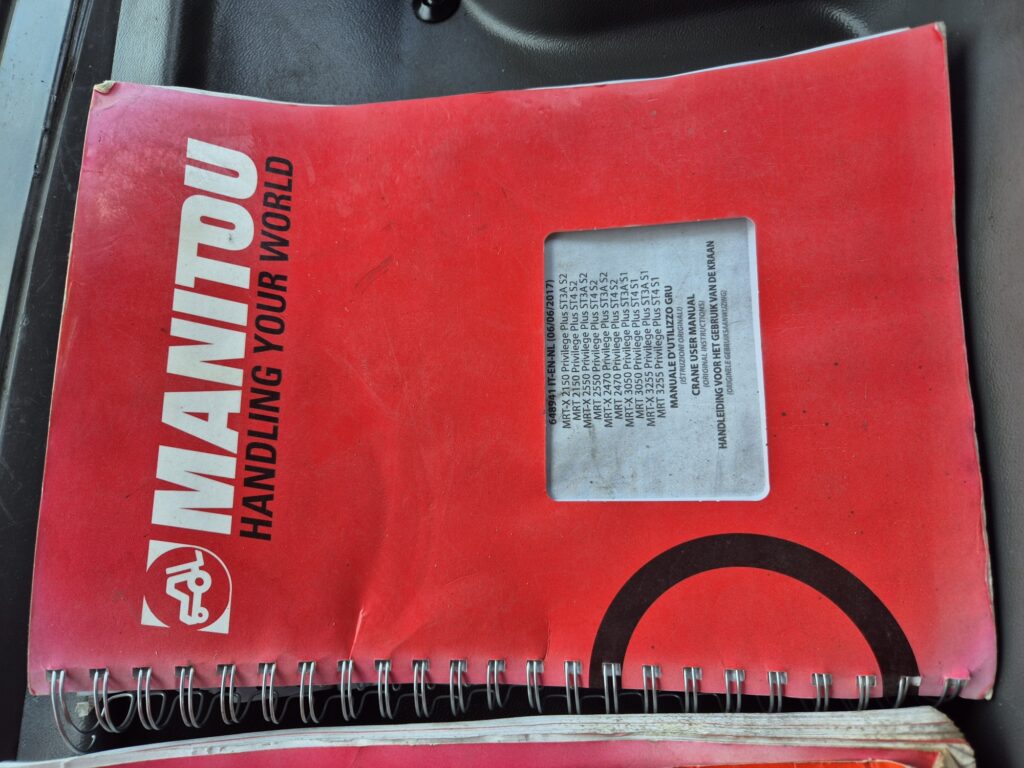 MANITOU
HANDLING YOUR WORLD
648941 IT-EN-NL (06/06/2017)
MRT-X 2150 Privilege Plus ST3A S2
MRT 2150 Privilege Plus ST4 S2
MRT-X 2550 Privilege Plus ST3A S2
MRT 2550 Privilege Plus ST4 S2
MRT-X 2470 Privilege Plus ST3A S2
MRT 2470 Privilege Plus ST4 S2
MRT-X 3050 Privilege Plus ST3A S1
MRT 3050 Privilege Plus ST4 S1
MRT-X 3255 Privilege Plus ST3A S1
MRT 3255 Privilege Plus ST4 S1
MANUALE D'UTILIZZO GRU
(ISTRUZIONI ORIGINALI)
CRANE USER MANUAL
(ORIGINAL INSTRUCTIONS)
HANDLEIDING VOOR HET GEBRUIK VAN DE KRAAN
(ORIGINELE GEBRUIKSAANWIJZING)